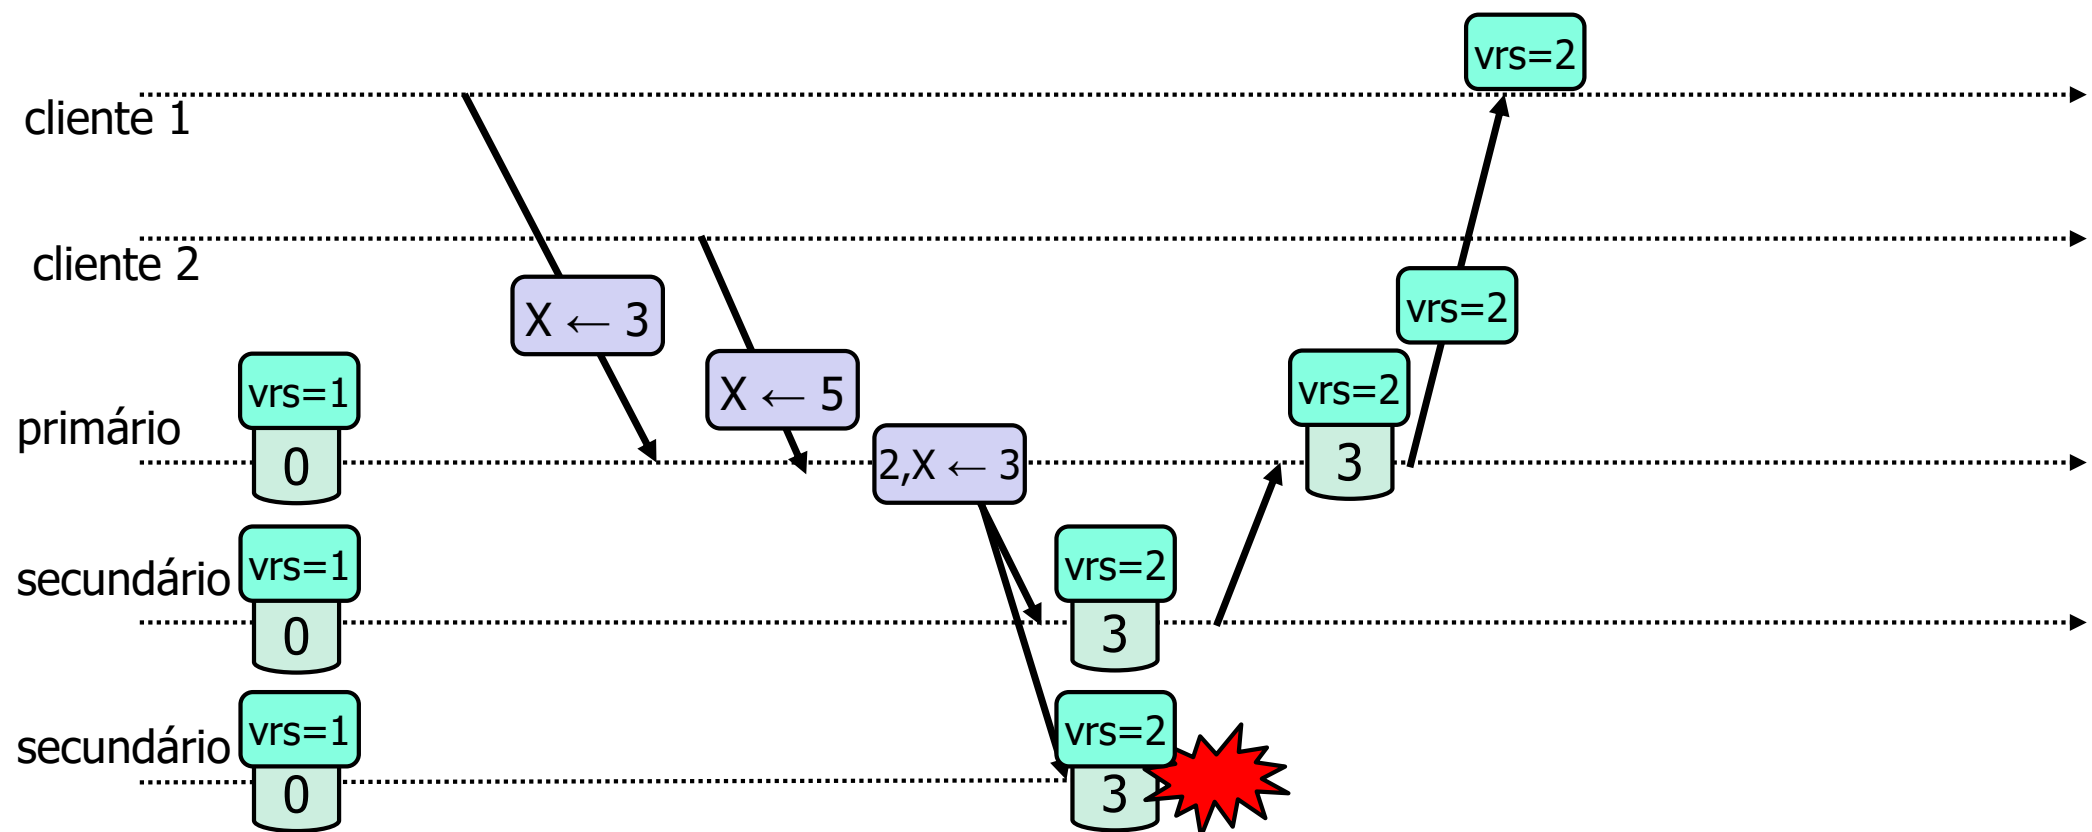 vrs=2
cliente 1
cliente 2
X ← 3
vrs=2
vrs=1
X ← 5
vrs=2
primário
0
2,X ← 3
3
secundário
vrs=1
vrs=2
0
3
secundário
vrs=1
vrs=2
0
3